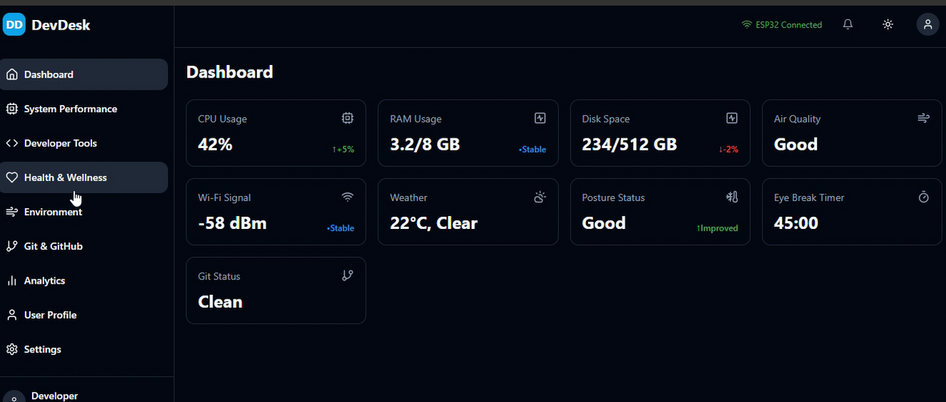 DD DevDesk
ESP32 Connected
Dashboard
System Performance
Developer Tools
Health & Wellness
Environment
Git & GitHub
Analytics
User Profile
Settings
Developer
Dashboard
CPU Usage
42%
↑+5%
RAM Usage
3.2/8 GB
•Stable
Disk Space
234/512 GB
↓-2%
Air Quality
Good
Wi-Fi Signal
-58 dBm
•Stable
Weather
22°C, Clear
Posture Status
Good
↑Improved
Eye Break Timer
45:00
Git Status
Clean